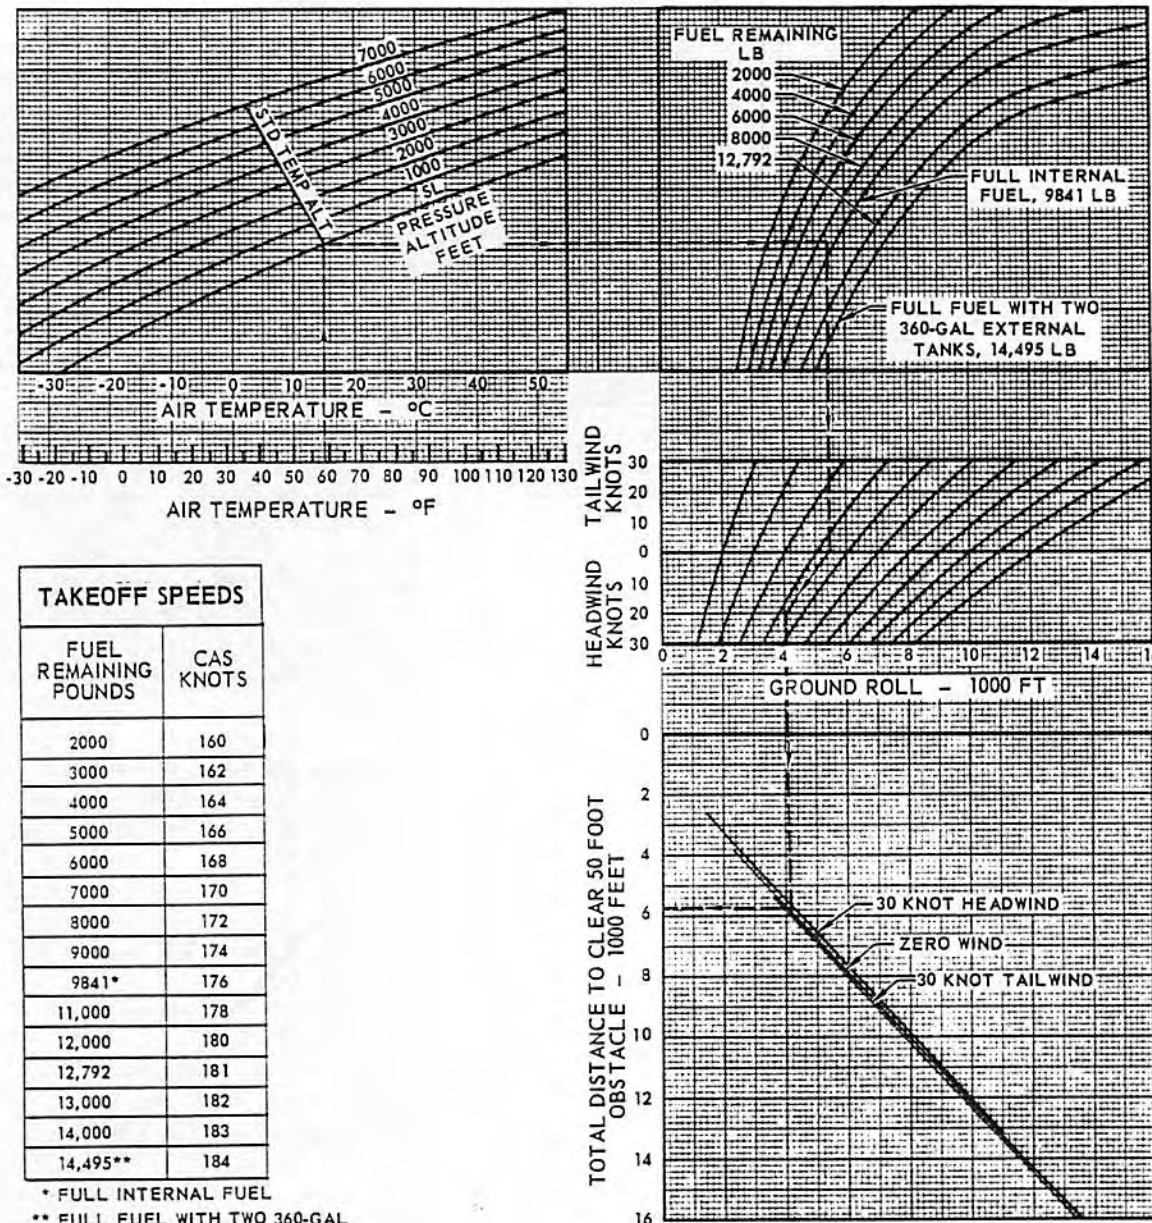 7000
6000
5000
4000
3000
2000
1000
SL
STD TEMP ALT
PRESSURE
ALTITUDE
FEET
-30 -20 -10 0 10 20 30 40 50
AIR TEMPERATURE – °C
-30 -20 -10 0 10 20 30 40 50 60 70 80 90 100 110 120 130
AIR TEMPERATURE – °F
FUEL REMAINING
LB
2000
4000
6000
8000
12,792
FULL INTERNAL
FUEL, 9841 LB
FULL FUEL WITH TWO
360-GAL EXTERNAL
TANKS, 14,495 LB
TAILWIND
KNOTS
HEADWIND
KNOTS
30
20
10
0
10
20
30
0 2 4 6 8 10 12 14 16
GROUND ROLL – 1000 FT
TOTAL DISTANCE TO CLEAR 50 FOOT
OBSTACLE – 1000 FEET
0
2
4
6
8
10
12
14
16
30 KNOT HEADWIND
ZERO WIND
30 KNOT TAILWIND
TAKEOFF SPEEDS
FUEL
REMAINING
POUNDS
CAS
KNOTS
2000 160
3000 162
4000 164
5000 166
6000 168
7000 170
8000 172
9000 174
9841* 176
11,000 178
12,000 180
12,792 181
13,000 182
14,000 183
14,495** 184
* FULL INTERNAL FUEL
** FULL FUEL WITH TWO 360-GAL